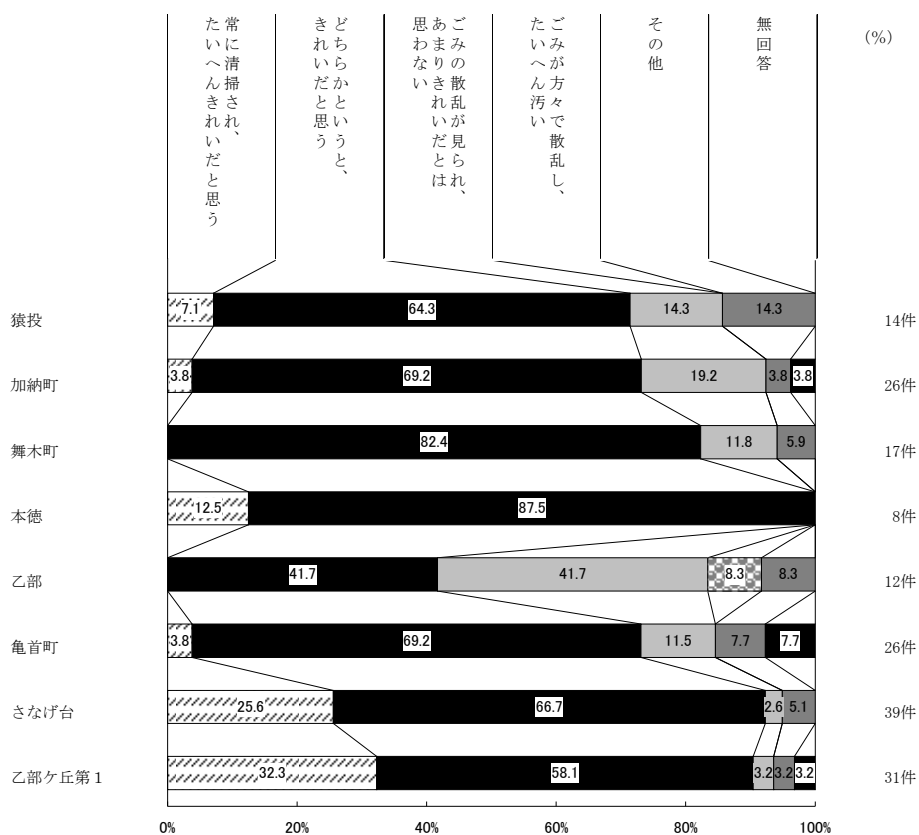 (%)
常に清掃され、
たいへんきれいだと思う
どちらかというと、
きれいだと思う
ごみの散乱が見られ、
あまりきれいだとは
思わない
ごみが方々で散乱し、
たいへん汚い
その他
無回答
猿投 7.1 64.3 14.3 14.3 14件
加納町 3.8 69.2 19.2 3.8 3.8 26件
舞木町 82.4 11.8 5.9 17件
本徳 12.5 87.5 8件
乙部 41.7 41.7 8.3 8.3 12件
亀首町 3.8 69.2 11.5 7.7 7.7 26件
さなげ台 25.6 66.7 2.6 5.1 39件
乙部ケ丘第1 32.3 58.1 3.2 3.2 3.2 31件
0% 20% 40% 60% 80% 100%